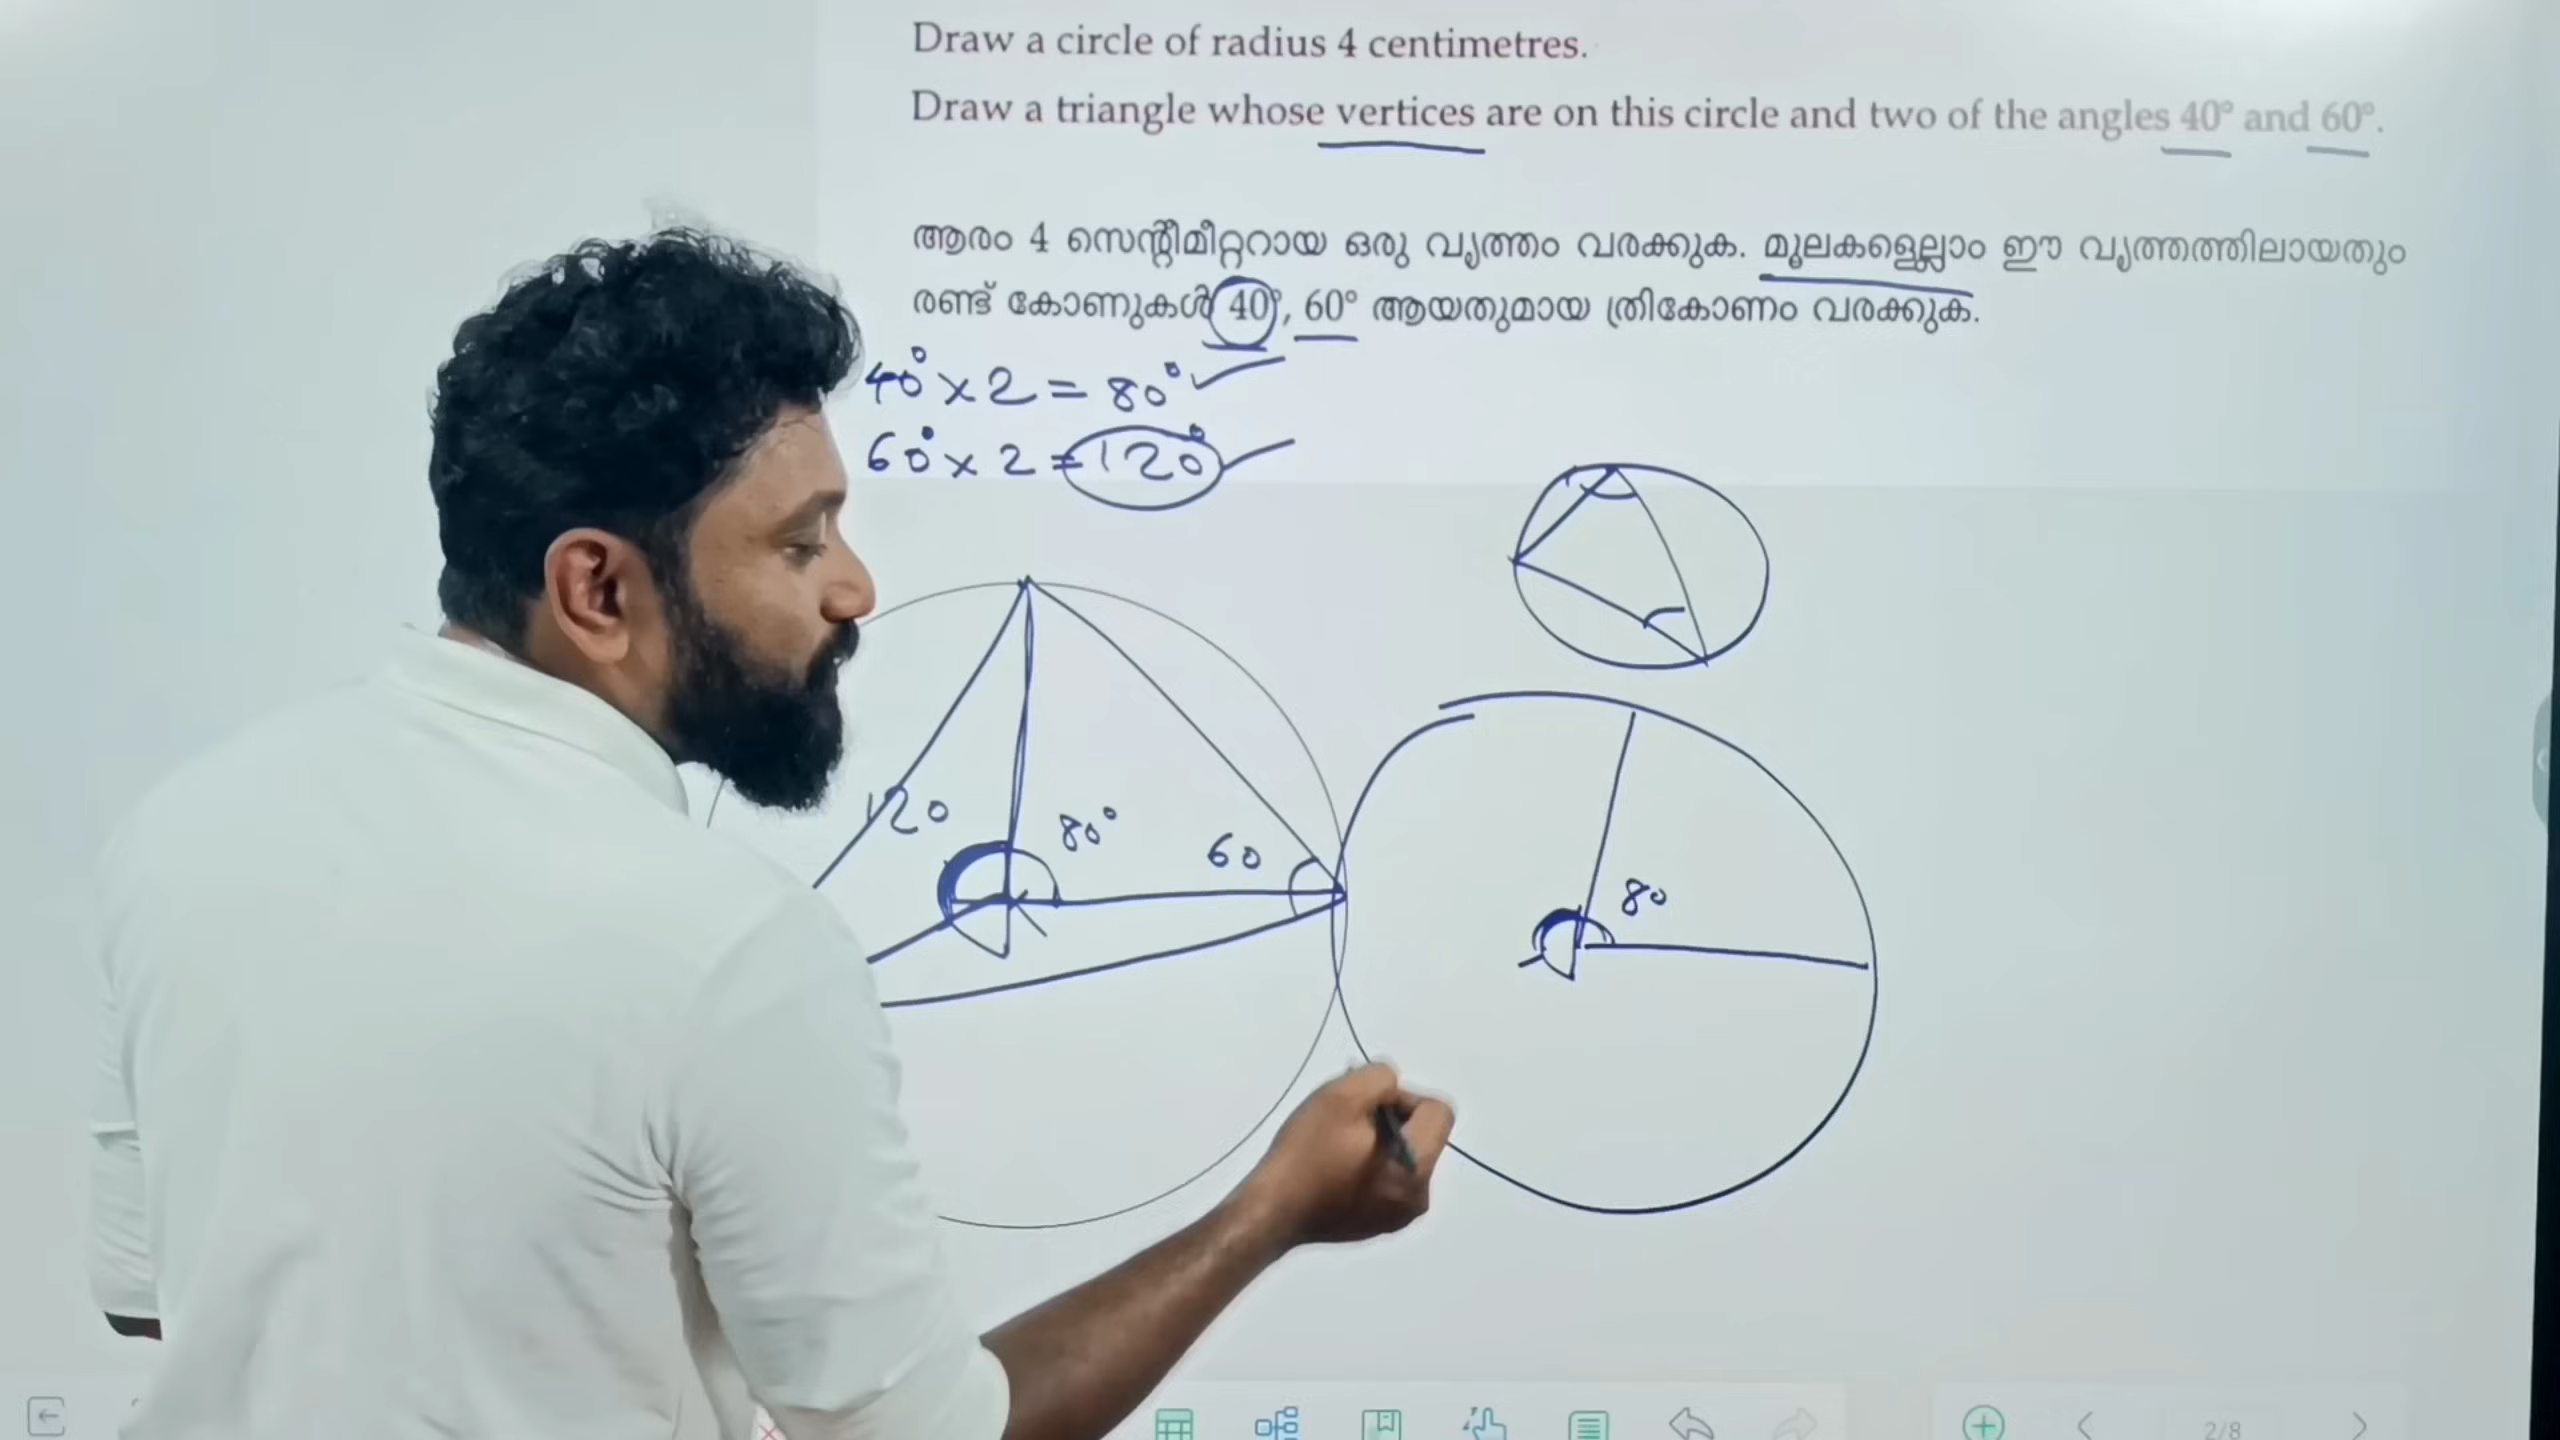 Draw a circle of radius 4 centimetres.
Draw a triangle whose vertices are on this circle and two of the angles 40° and 60°.
ആരം 4 സെന്റീമീറ്ററായ ഒരു വൃത്തം വരക്കുക. മൂലകളെല്ലാം ഈ വൃത്തത്തിലായതും
രണ്ട് കോണുകൾ 40°, 60° ആയതുമായ ത്രികോണം വരക്കുക.
40° × 2 = 80°
60° × 2 = 120°
120 80° 60
80
2/8